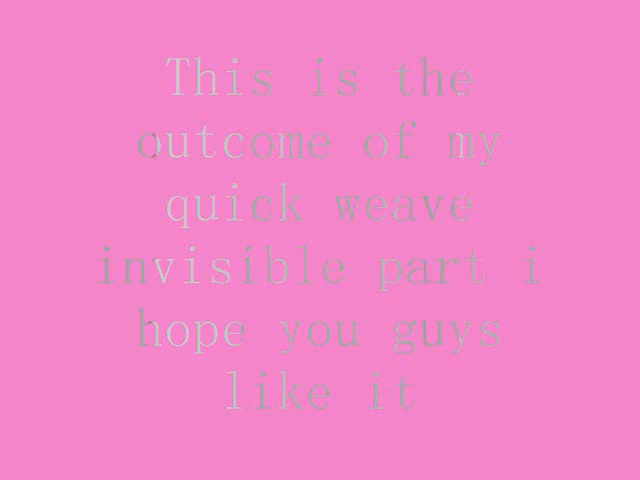 This is the
outcome of my
quick weave
invisible part i
hope you guys
like it